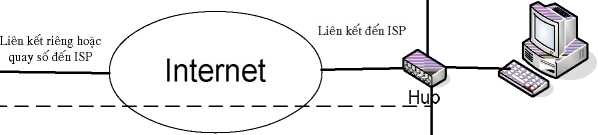 Liên kết riêng hoặc
quay số đến ISP
Internet
Liên kết đến ISP
Hub